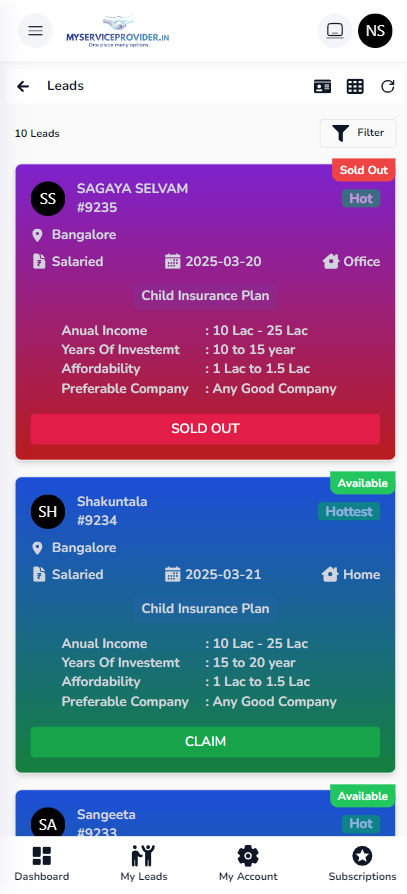 MYSERVICEPROVIDER.IN
One place many options
NS
Leads
10 Leads
Filter
Sold Out
SS
SAGAYA SELVAM
#9235
Hot
Bangalore
Salaried
2025-03-20
Office
Child Insurance Plan
Anual Income : 10 Lac - 25 Lac
Years Of Investemt : 10 to 15 year
Affordability : 1 Lac to 1.5 Lac
Preferable Company : Any Good Company
SOLD OUT
Available
SH
Shakuntala
#9234
Hottest
Bangalore
Salaried
2025-03-21
Home
Child Insurance Plan
Anual Income : 10 Lac - 25 Lac
Years Of Investemt : 15 to 20 year
Affordability : 1 Lac to 1.5 Lac
Preferable Company : Any Good Company
CLAIM
Available
SA
Sangeeta
#9233
Hot
Dashboard
My Leads
My Account
Subscriptions